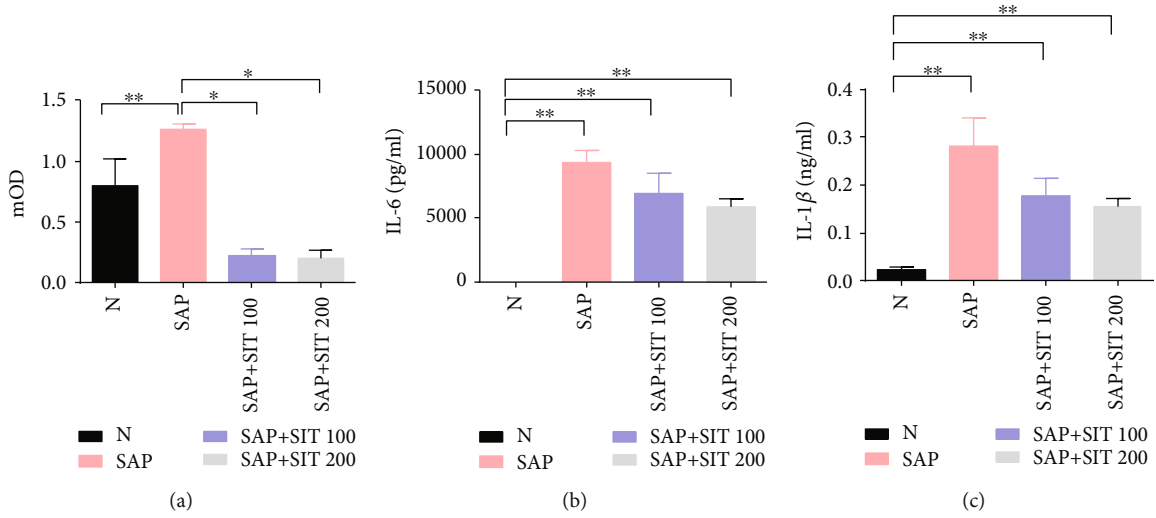 **
*
*
mOD
1.5
1.0
0.5
0.0
N
SAP
SAP+SIT 100
SAP+SIT 200
N
SAP
SAP+SIT 100
SAP+SIT 200
(a)
**
**
**
IL-6 (pg/ml)
15000
10000
5000
0
N
SAP
SAP+SIT 100
SAP+SIT 200
N
SAP
SAP+SIT 100
SAP+SIT 200
(b)
**
**
**
IL-1β (ng/ml)
0.4
0.3
0.2
0.1
0.0
N
SAP
SAP+SIT 100
SAP+SIT 200
N
SAP
SAP+SIT 100
SAP+SIT 200
(c)